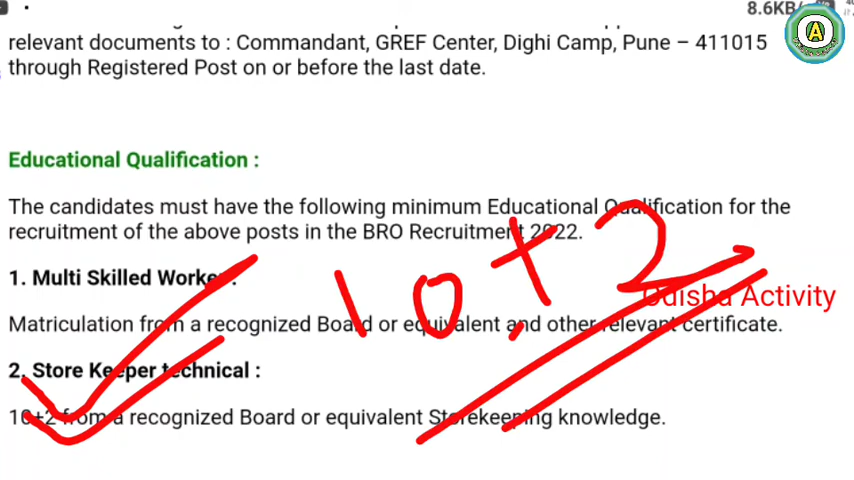 8.6KB/
relevant documents to : Commandant, GREF Center, Dighi Camp, Pune – 411015
through Registered Post on or before the last date.
Educational Qualification :
The candidates must have the following minimum Educational Qualification for the
recruitment of the above posts in the BRO Recruitment 2022.
1. Multi Skilled Worker :
10+2
Odisha Activity
Matriculation from a recognized Board or equivalent and other relevant certificate.
2. Store Keeper technical :
10+2 from a recognized Board or equivalent Storekeeping knowledge.